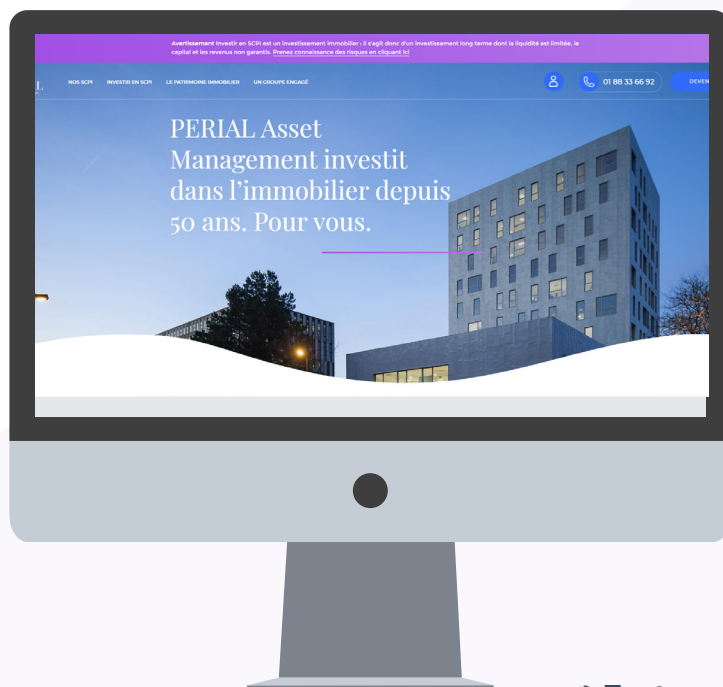 Avertissement Investir en SCPI est un investissement immobilier : il s'agit donc d'un investissement long terme dont la liquidité est limitée, le
capital et les revenus non garantis. Prenez connaissance des risques en cliquant ici
NOS SCPI INVESTIR EN SCPI LE PATRIMOINE IMMOBILIER UN GROUPE ENGAGÉ 01 88 33 66 92
PERIAL Asset
Management investit
dans l'immobilier depuis
50 ans. Pour vous.